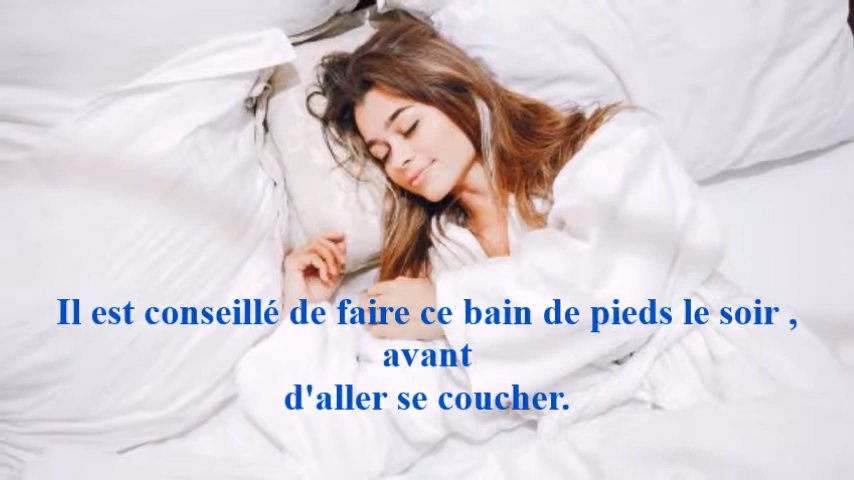 Il est conseillé de faire ce bain de pieds le soir ,
avant
d'aller se coucher.